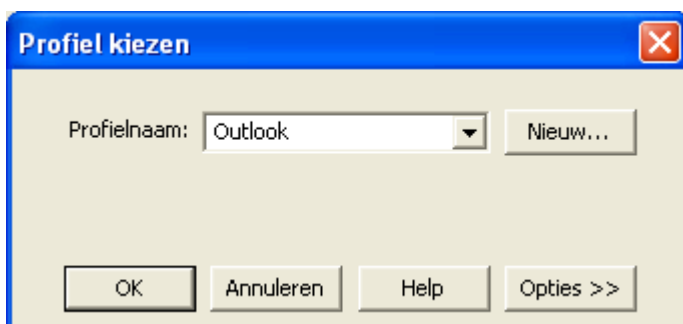 Profiel kiezen
Profielnaam: Outlook Nieuw...
OK Annuleren Help Opties >>